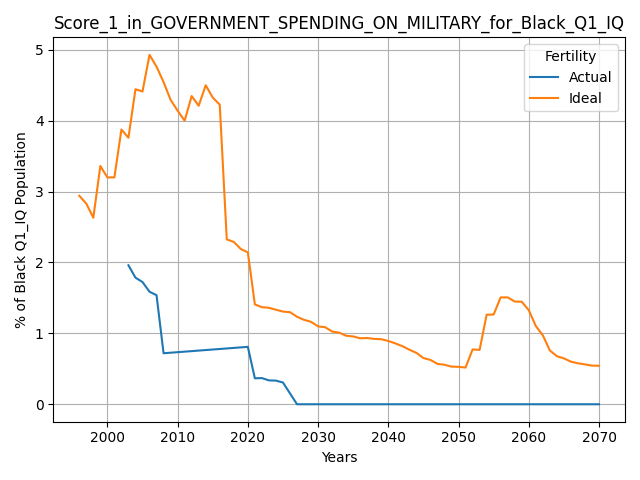 Score_1_in_GOVERNMENT_SPENDING_ON_MILITARY_for_Black_Q1_IQ
Fertility
Actual
Ideal
% of Black Q1_IQ Population
5
4
3
2
1
0
2000 2010 2020 2030 2040 2050 2060 2070
Years